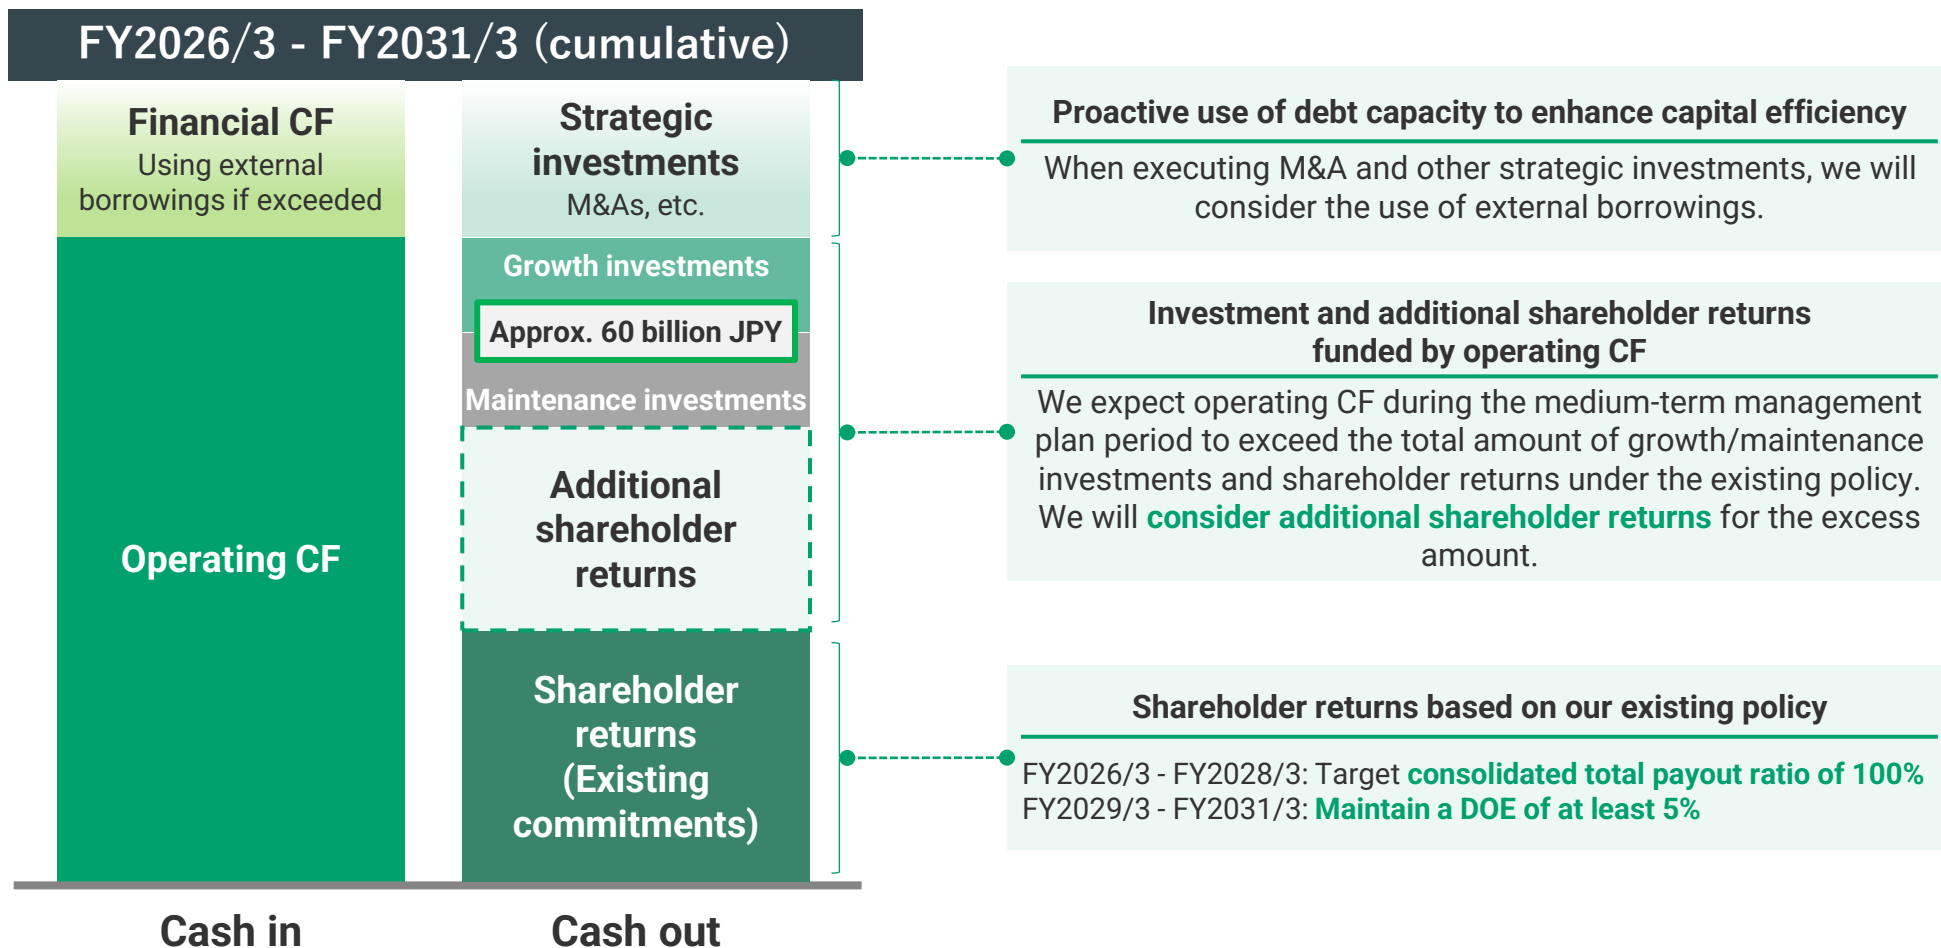 FY2026/3 - FY2031/3 (cumulative)
Financial CF
Using external
borrowings if exceeded
Operating CF
Cash in
Strategic
investments
M&As, etc.
Growth investments
Approx. 60 billion JPY
Maintenance investments
Additional
shareholder
returns
Shareholder
returns
(Existing
commitments)
Cash out
Proactive use of debt capacity to enhance capital efficiency
When executing M&A and other strategic investments, we will
consider the use of external borrowings.
Investment and additional shareholder returns
funded by operating CF
We expect operating CF during the medium-term management
plan period to exceed the total amount of growth/maintenance
investments and shareholder returns under the existing policy.
We will consider additional shareholder returns for the excess
amount.
Shareholder returns based on our existing policy
FY2026/3 - FY2028/3: Target consolidated total payout ratio of 100%
FY2029/3 - FY2031/3: Maintain a DOE of at least 5%